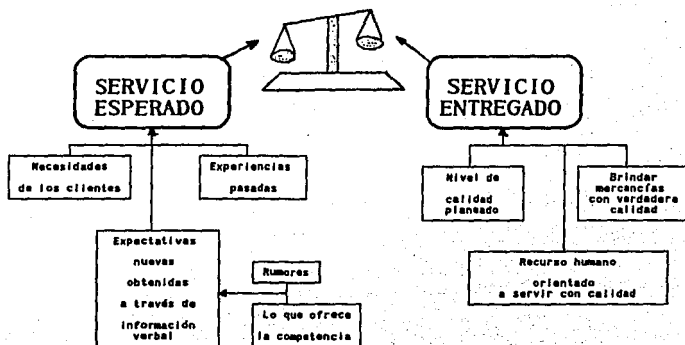 SERVICIO
ESPERADO
SERVICIO
ENTREGADO
Necesidades
de los clientes
Experiencias
pasadas
Nivel de
calidad
planeado
Brindar
mercancías
con verdadera
calidad
Expectativas
nuevas
obtenidas
a través de
información
verbal
Rumores
Lo que ofrece
la competencia
Recurso humano
orientado
a servir con calidad